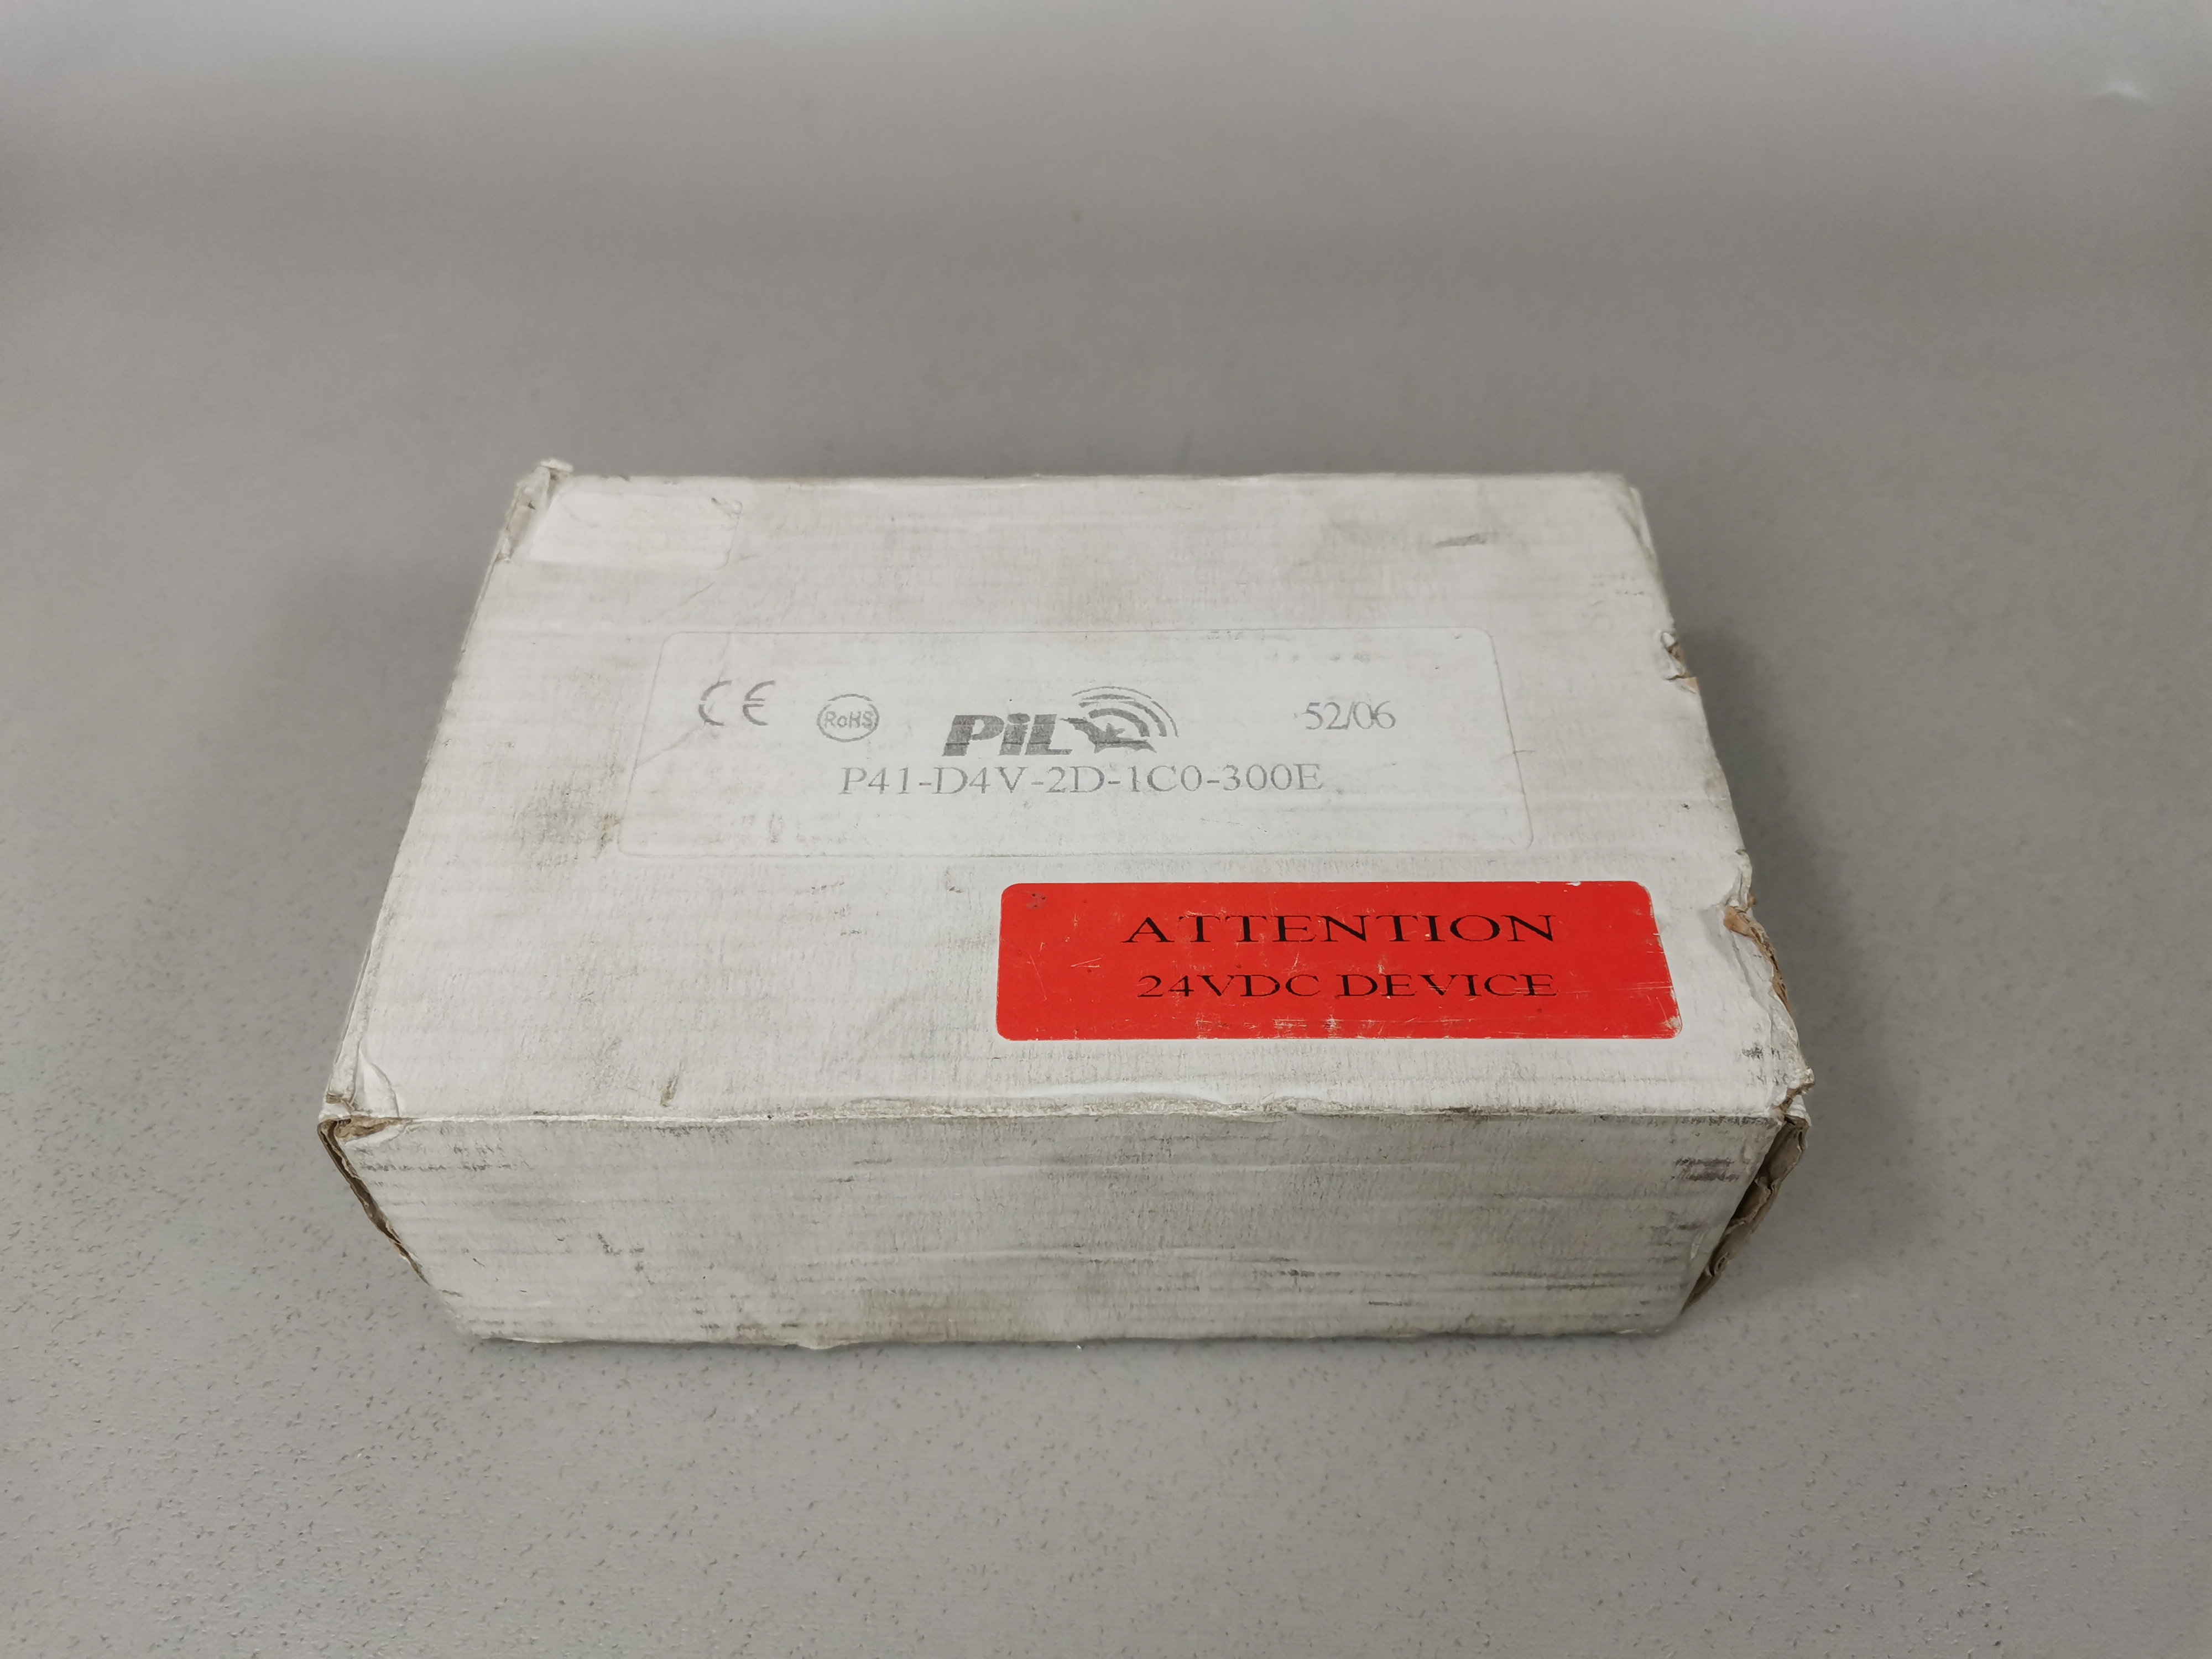 CE RoHS PiL 52/06
P41-D4V-2D-1C0-300E
ATTENTION
24VDC DEVICE